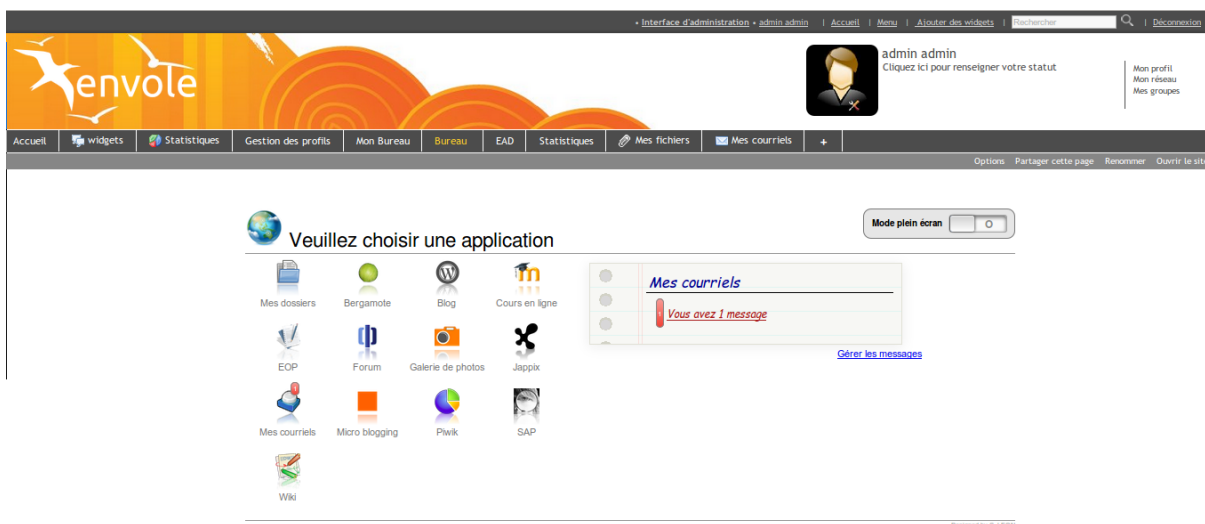 • Interface d'administration • admin admin | Accueil | Menu | Ajouter des widgets | Rechercher | Déconnexion
envole
admin admin
Cliquez ici pour renseigner votre statut
Mon profil
Mon réseau
Mes groupes
Accueil widgets Statistiques Gestion des profils Mon Bureau Bureau EAD Statistiques Mes fichiers Mes courriels +
Options Partager cette page Renommer Ouvrir le site
Veuillez choisir une application
Mode plein écran O
Mes dossiers Bergamote Blog Cours en ligne
EOP Forum Galerie de photos Jappix
Mes courriels Micro blogging Piwik SAP
Wiki
Mes courriels
Vous avez 1 message
Gérer les messages